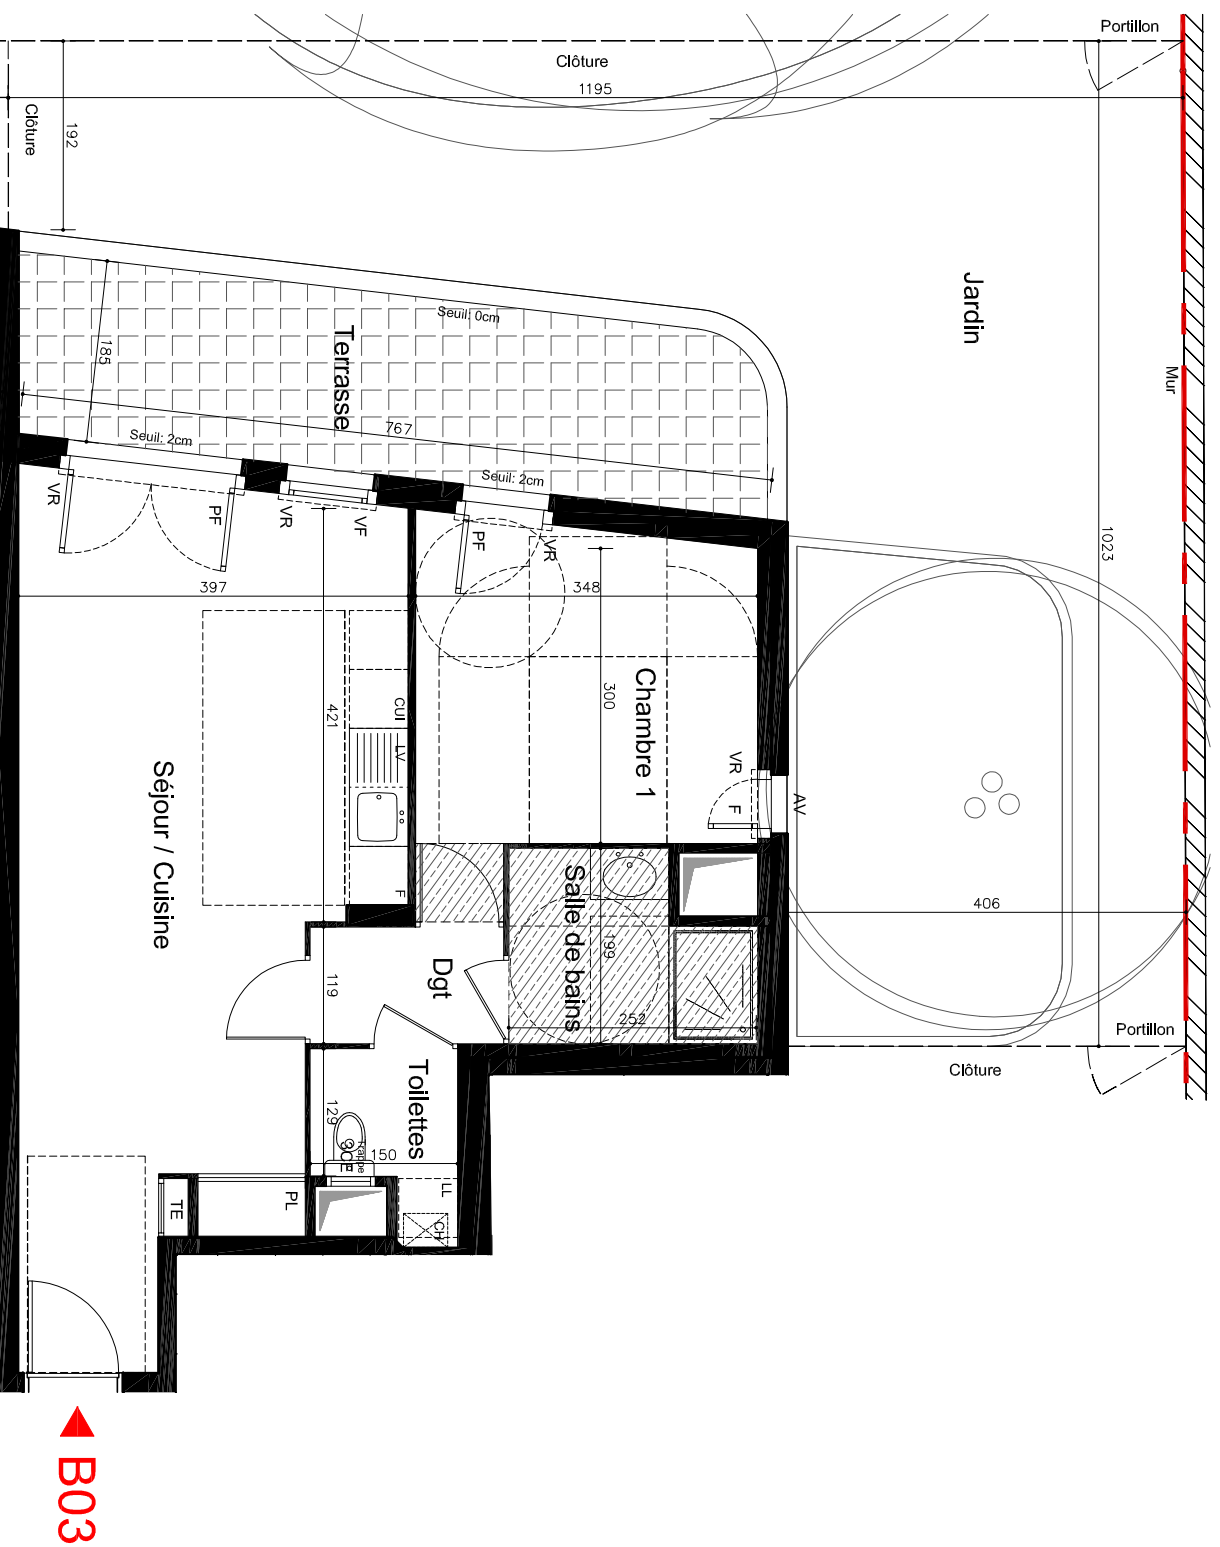 Portillon
Clôture
1195
Clôture
192
Jardin
Mur
Seuil: 0cm
Terrasse
185
767
Seuil: 2cm
Seuil: 2cm
1023
VR
PF
VR
VF
PF
VR
397
348
300
Chambre 1
421
CUI
LV
F
VR
F
AV
Séjour / Cuisine
Salle de bains
199
252
406
Dgt
119
Portillon
Clôture
Toilettes
129
Trappe
150
LL
CH
PL
TE
B03